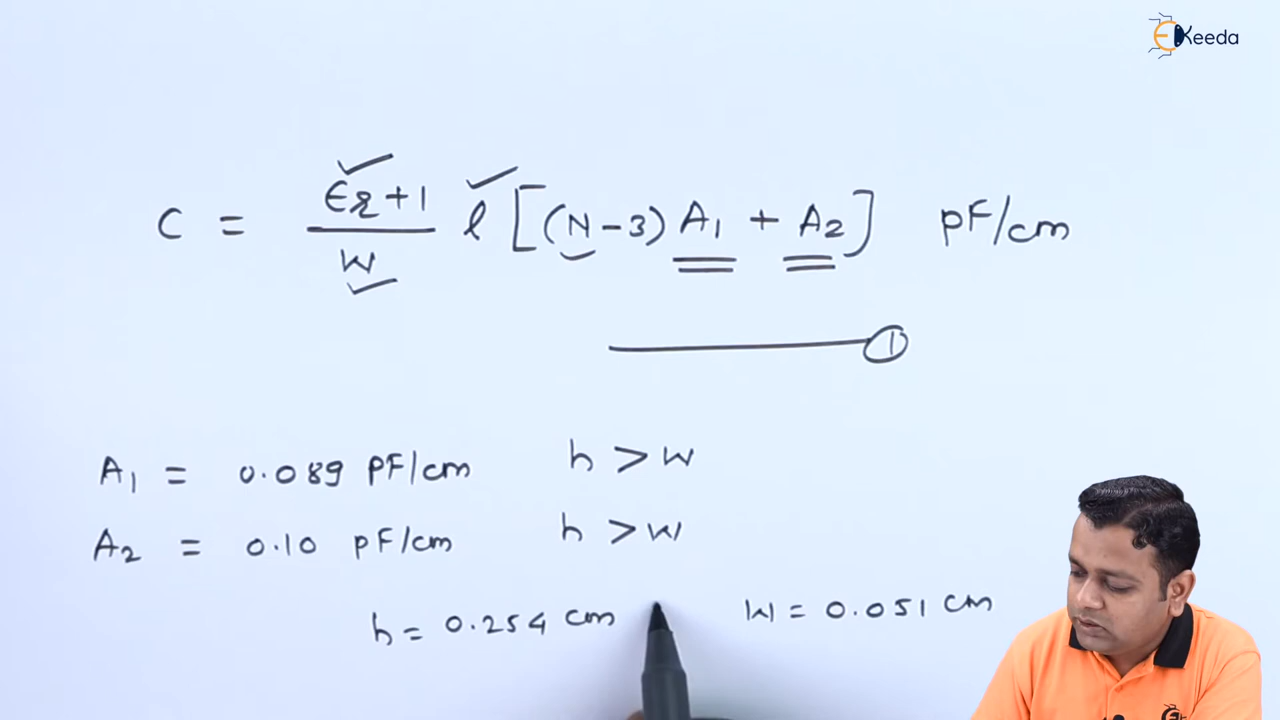 EKeeda
C = ϵr+1/W l [(N-3) A1 + A2] pF/cm
1
A1 = 0.089 PF/cm h > W
A2 = 0.10 pF/cm h > W
h = 0.254 cm W = 0.051 cm